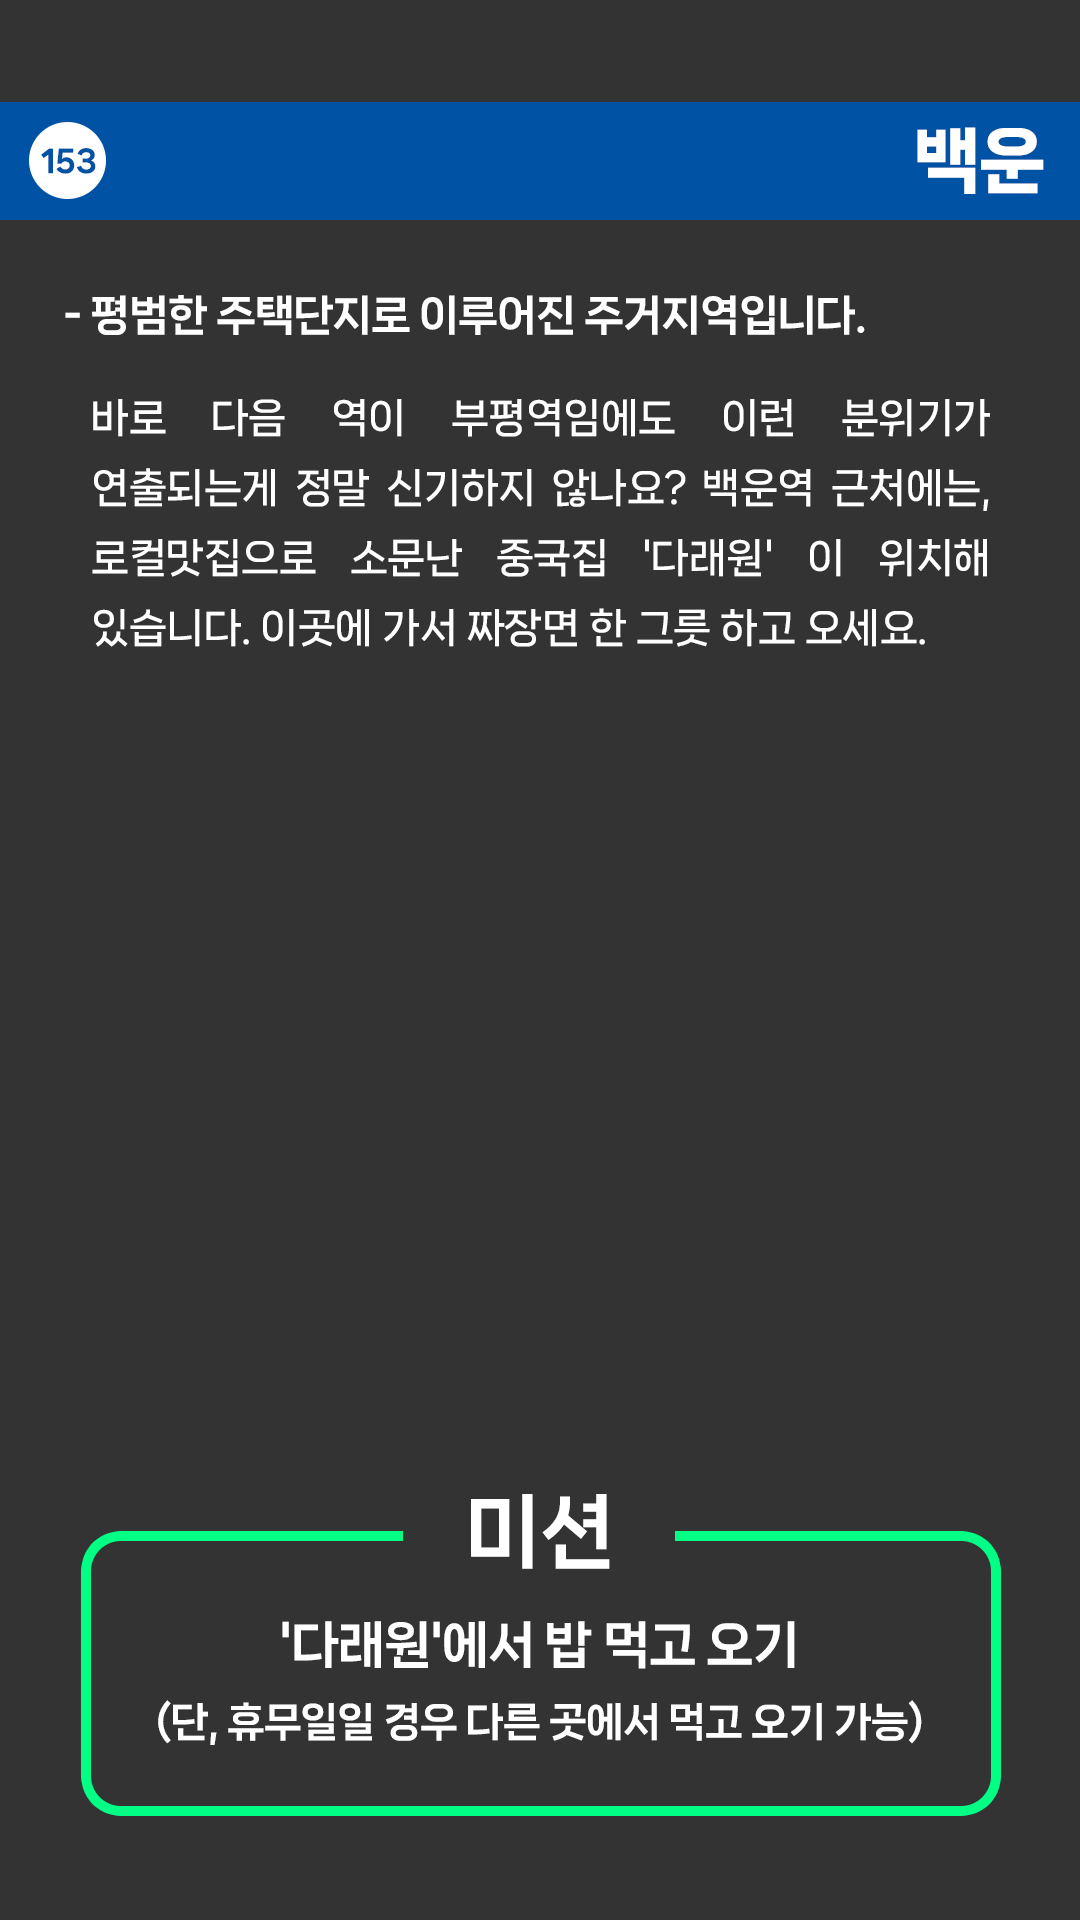 153
백운
- 평범한 주택단지로 이루어진 주거지역입니다.
바로 다음 역이 부평역임에도 이런 분위기가
연출되는게 정말 신기하지 않나요? 백운역 근처에는,
로컬맛집으로 소문난 중국집 '다래원' 이 위치해
있습니다. 이곳에 가서 짜장면 한 그릇 하고 오세요.
미션
'다래원'에서 밥 먹고 오기
(단, 휴무일일 경우 다른 곳에서 먹고 오기 가능)